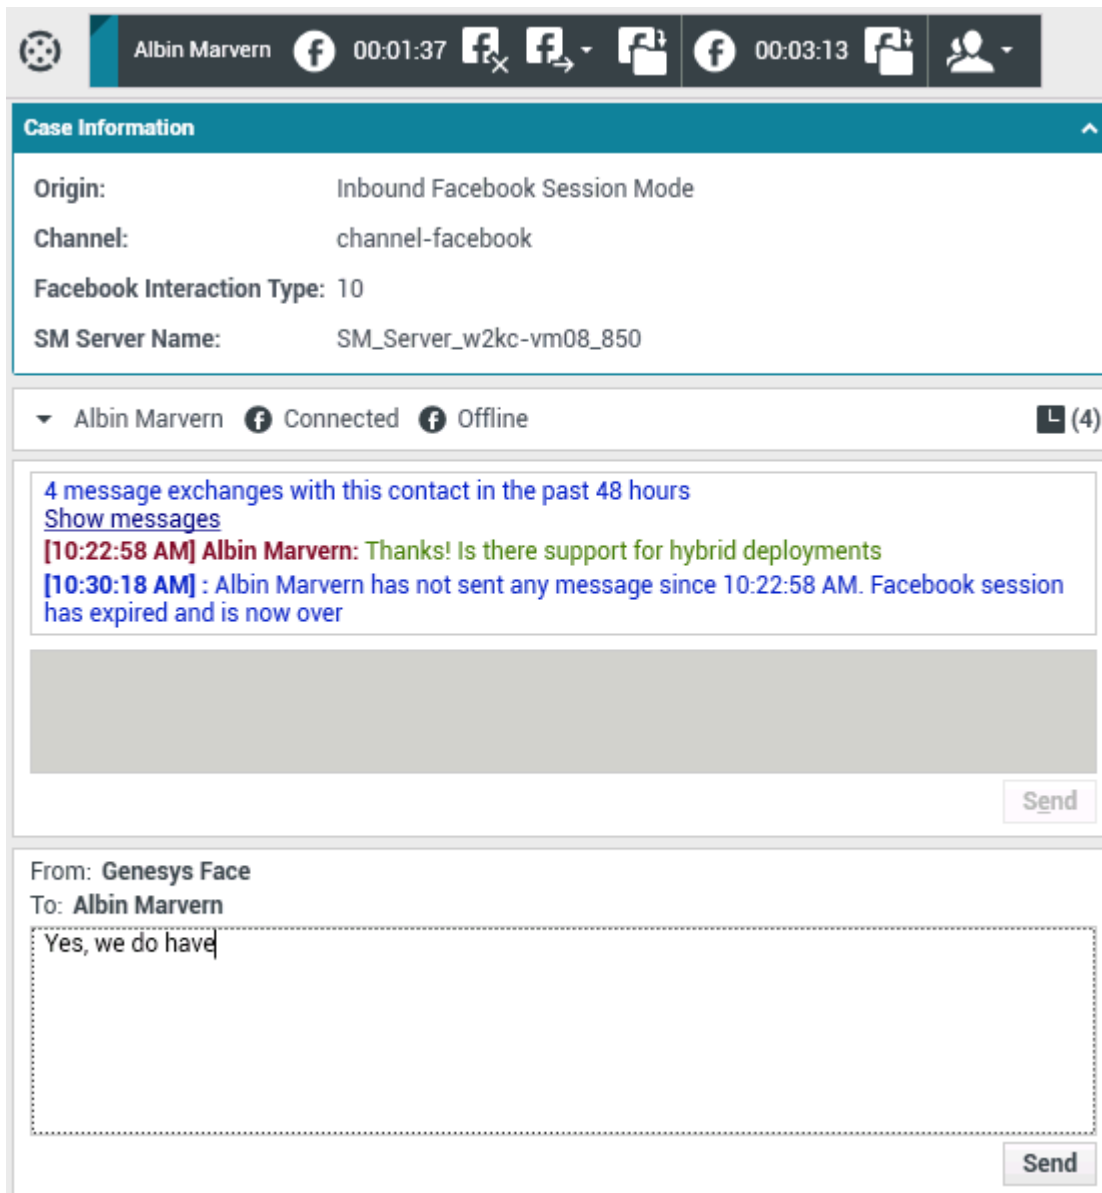 Albin Marvern 00:01:37 00:03:13
Case Information
Origin: Inbound Facebook Session Mode
Channel: channel-facebook
Facebook Interaction Type: 10
SM Server Name: SM_Server_w2kc-vm08_850
Albin Marvern Connected Offline (4)
4 message exchanges with this contact in the past 48 hours
Show messages
[10:22:58 AM] Albin Marvern: Thanks! Is there support for hybrid deployments
[10:30:18 AM] : Albin Marvern has not sent any message since 10:22:58 AM. Facebook session
has expired and is now over
Send
From: Genesys Face
To: Albin Marvern
Yes, we do have
Send